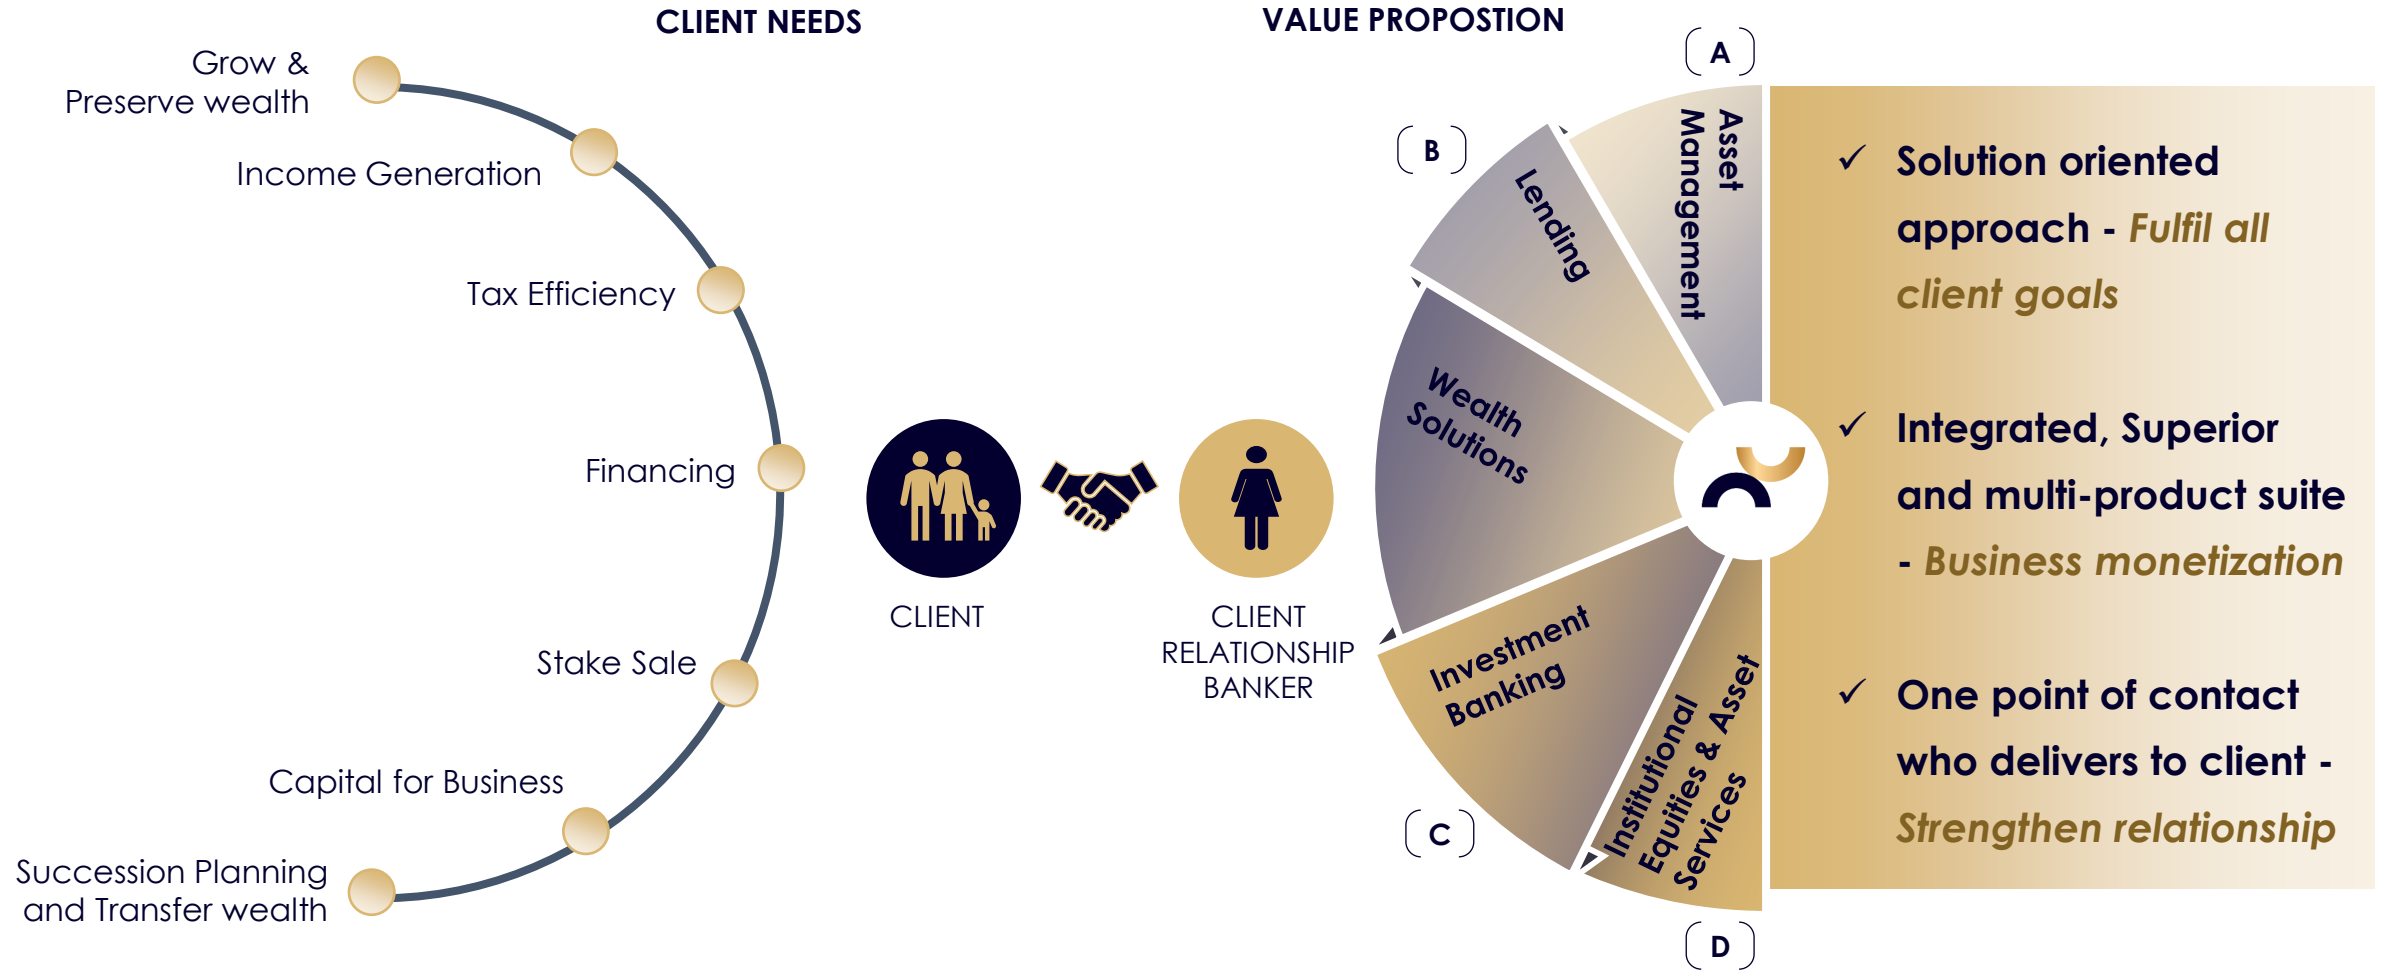 CLIENT NEEDS
Grow &
Preserve wealth
Income Generation
Tax Efficiency
Financing
Stake Sale
Capital for Business
Succession Planning
and Transfer wealth
CLIENT
CLIENT
RELATIONSHIP
BANKER
VALUE PROPOSTION
A
Asset
Management
B
Lending
Wealth
Solutions
Investment
Banking
C
Institutional
Equities & Asset
Services
D
✓ Solution oriented
approach - Fulfil all
client goals
✓ Integrated, Superior
and multi-product suite
- Business monetization
✓ One point of contact
who delivers to client -
Strengthen relationship